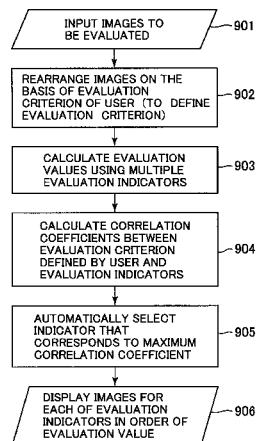 INPUT IMAGES TO
BE EVALUATED
901
REARRANGE IMAGES ON THE
BASIS OF EVALUATION
CRITERION OF USER (TO DEFINE
EVALUATION CRITERION)
902
CALCULATE EVALUATION
VALUES USING MULTIPLE
EVALUATION INDICATORS
903
CALCULATE CORRELATION
COEFFICIENTS BETWEEN
EVALUATION CRITERION
DEFINED BY USER AND
EVALUATION INDICATORS
904
AUTOMATICALLY SELECT
INDICATOR THAT
CORRESPONDS TO MAXIMUM
CORRELATION COEFFICIENT
905
DISPLAY IMAGES FOR
EACH OF EVALUATION
INDICATORS IN ORDER OF
EVALUATION VALUE
906